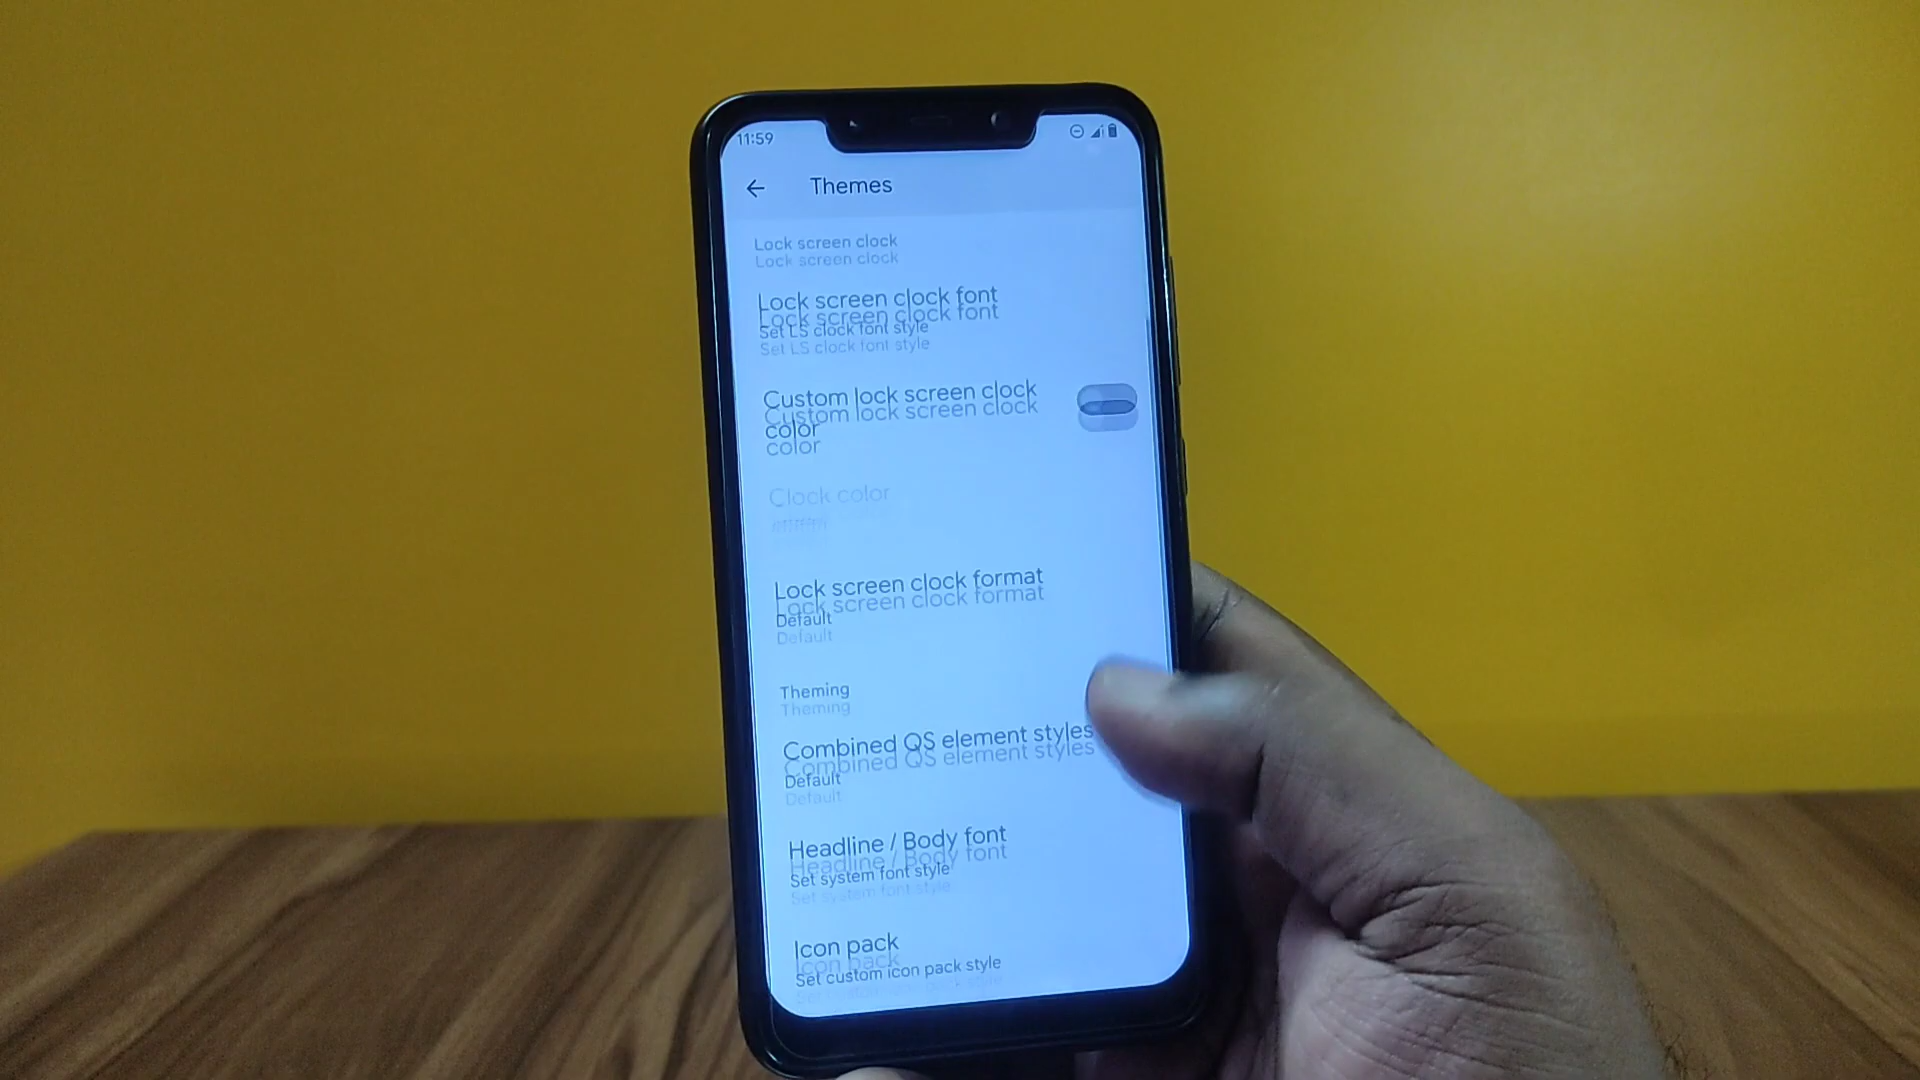 11:59
Themes
Lock screen clock
Lock screen clock font
Set LS clock font style
Custom lock screen clock
color
Clock color
Lock screen clock format
Default
Theming
Combined QS element styles
Default
Headline / Body font
Set system font style
Icon pack
Set custom icon pack style